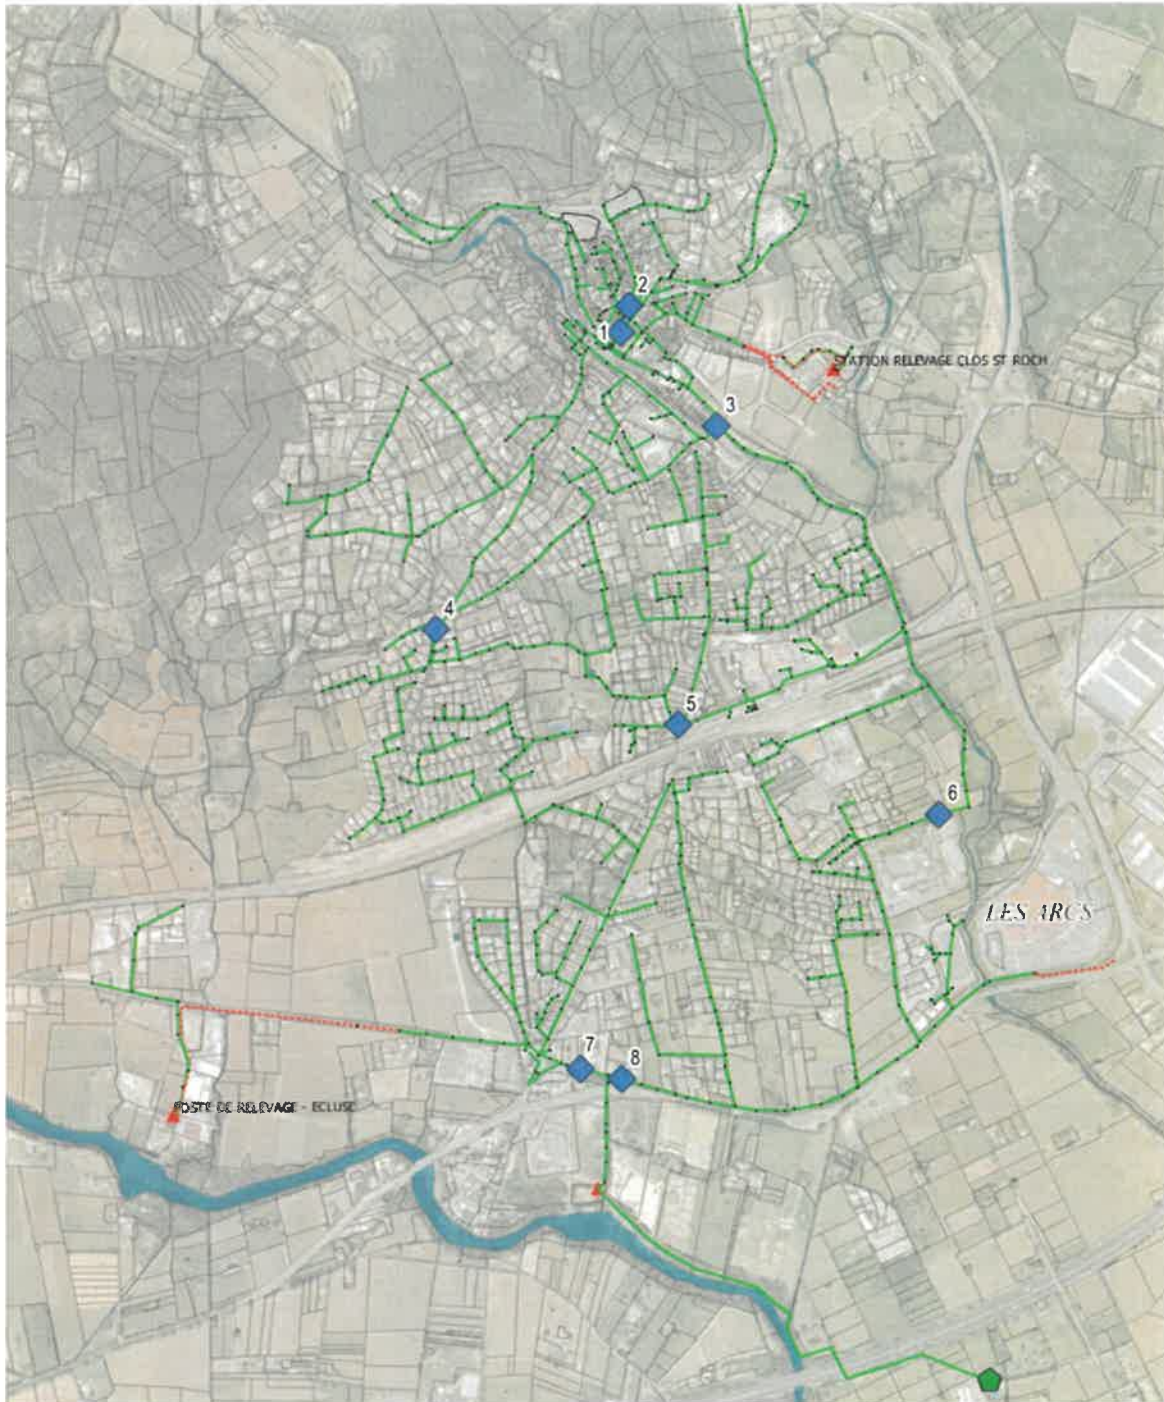 2
1
STATION RELEVAGE CLOS ST ROCH
3
4
5
6
LES ARCS
7
8
POSTE DE RELEVAGE - ECLUSE